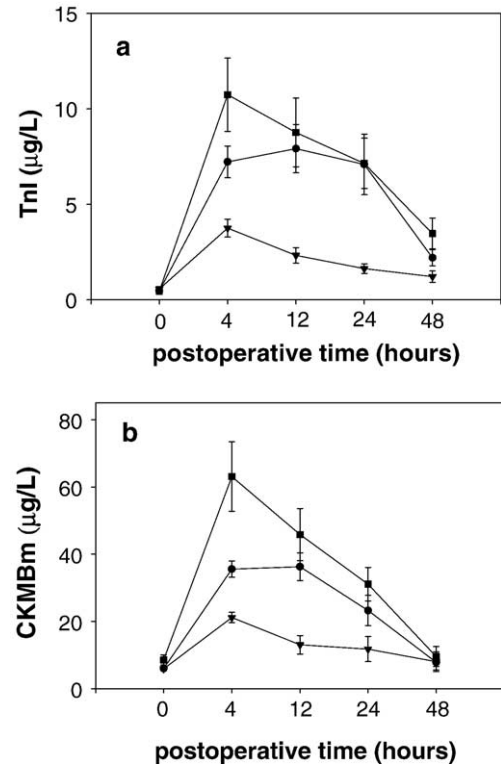 a
15
10
5
0
TnI (µg/L)
0 4 12 24 48
postoperative time (hours)
b
80
60
40
20
0
CKMBm (µg/L)
0 4 12 24 48
postoperative time (hours)